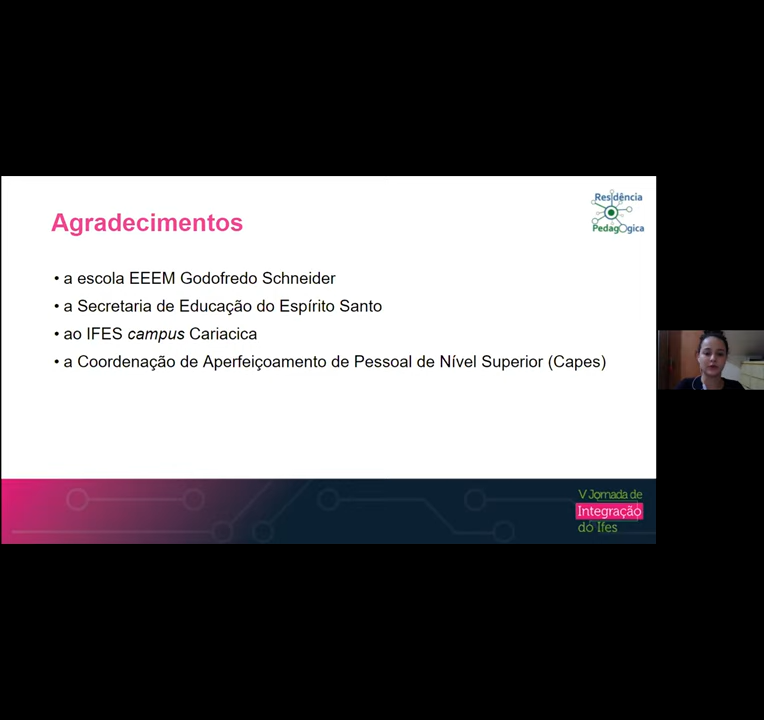 Residência
Pedagógica
Agradecimentos
• a escola EEEM Godofredo Schneider
• a Secretaria de Educação do Espírito Santo
• ao IFES campus Cariacica
• a Coordenação de Aperfeiçoamento de Pessoal de Nível Superior (Capes)
V Jornada de
Integração
do Ifes